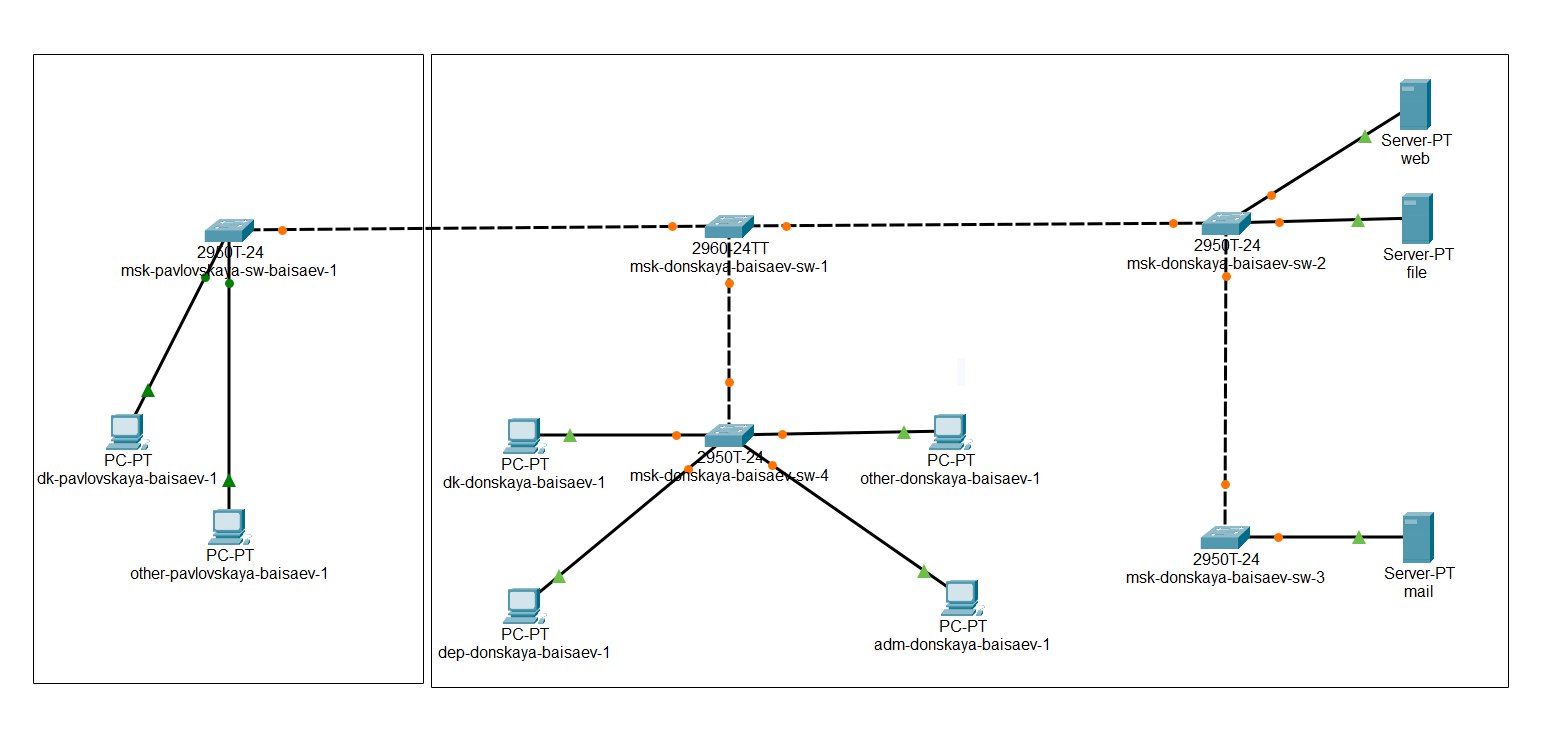 Server-PT
web
2950T-24
msk-pavlovskaya-sw-baisaev-1
2960-24TT
msk-donskaya-baisaev-sw-1
2950T-24
msk-donskaya-baisaev-sw-2
Server-PT
file
PC-PT
dk-pavlovskaya-baisaev-1
PC-PT
other-pavlovskaya-baisaev-1
PC-PT
dk-donskaya-baisaev-1
2950T-24
msk-donskaya-baisaev-sw-4
PC-PT
other-donskaya-baisaev-1
PC-PT
dep-donskaya-baisaev-1
PC-PT
adm-donskaya-baisaev-1
2950T-24
msk-donskaya-baisaev-sw-3
Server-PT
mail